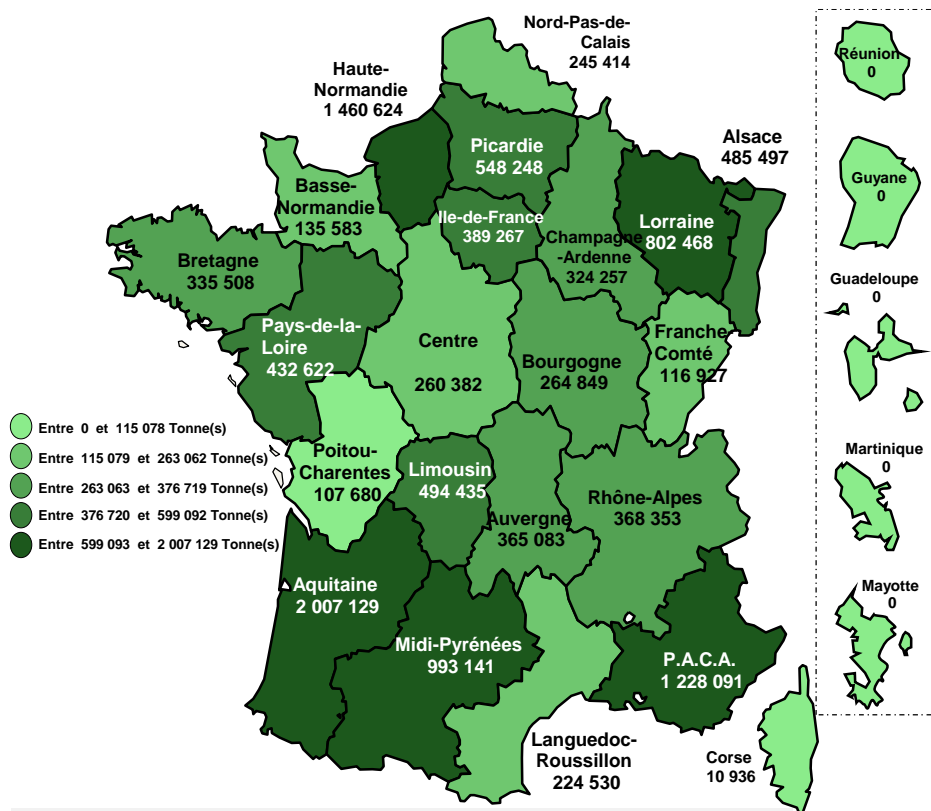 Nord-Pas-de-
Calais
245 414
Haute-
Normandie
1 460 624
Picardie
548 248
Alsace
485 497
Basse-
Normandie
135 583
Ile-de-France
389 267
Lorraine
802 468
Champagne
-Ardenne
324 257
Bretagne
335 508
Pays-de-la-
Loire
432 622
Centre
260 382
Bourgogne
264 849
Franche
Comté
116 927
Entre 0 et 115 078 Tonne(s)
Entre 115 079 et 263 062 Tonne(s)
Entre 263 063 et 376 719 Tonne(s)
Entre 376 720 et 599 092 Tonne(s)
Entre 599 093 et 2 007 129 Tonne(s)
Poitou-
Charentes
107 680
Limousin
494 435
Auvergne
365 083
Rhône-Alpes
368 353
Aquitaine
2 007 129
Midi-Pyrénées
993 141
P.A.C.A.
1 228 091
Languedoc-
Roussillon
224 530
Corse
10 936
Réunion
0
Guyane
0
Guadeloupe
0
Martinique
0
Mayotte
0